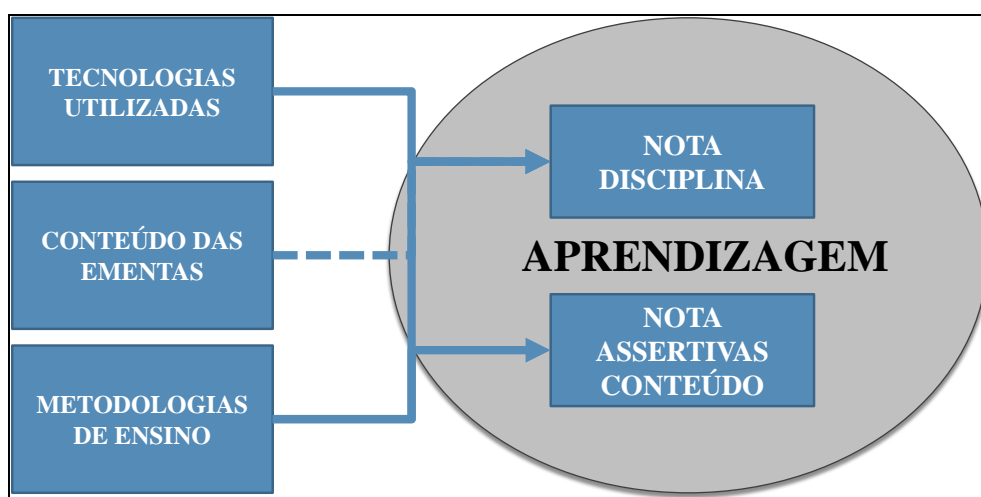 TECNOLOGIAS
UTILIZADAS
CONTEÚDO DAS
EMENTAS
METODOLOGIAS
DE ENSINO
NOTA
DISCIPLINA
APRENDIZAGEM
NOTA
ASSERTIVAS
CONTEÚDO